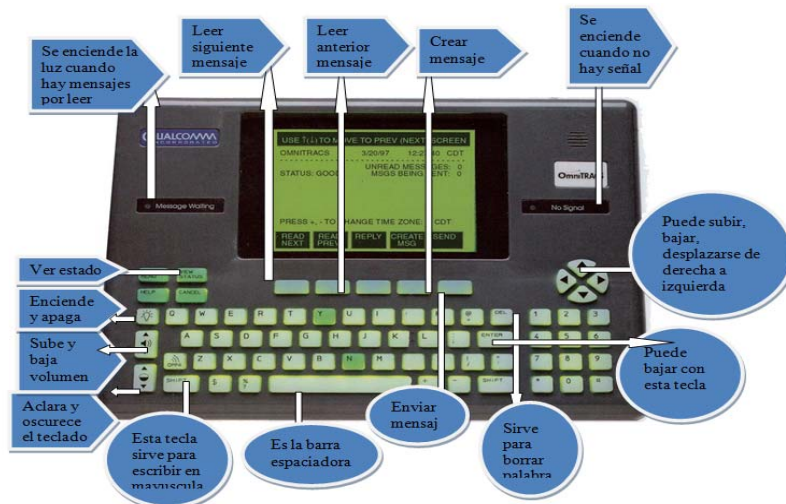 Se enciende la
luz cuando
hay mensajes
por leer
Leer
siguiente
mensaje
Leer
anterior
mensaje
Crear
mensaje
Se
enciende
cuando no
hay señal
QUALCOMM
INCORPORATED
USE TO MOVE TO PREV (NEXT) SCREEN
OMNITRACS 3/20/97 CDT
UNREAD MESSAGES: 0
STATUS: GOOD MSGS BEING SENT: 0
PRESS +, - TO CHANGE TIME ZONE: CDT
READ NEXT READ PREV REPLY CREATE MSG SEND
OmniTRACS
Message Waiting
No Signal
Puede subir,
bajar,
desplazarse de
derecha a
izquierda
Ver estado
VIEW
STATUS
HELP CANCEL
Enciende
y apaga
Q W E R T Y U I P @ DEL 1 2 3
Sube y
baja
volumen
A S D F G H J K L ENTER 4 5 6
Z X C V B N M 7 8 9
SHIFT $ % ? + - SHIFT * 0
Puede
bajar con
esta tecla
Aclara y
oscurece
el teclado
Esta tecla
sirve para
escribir en
mayuscula
Es la barra
espaciadora
Enviar
mensaj
Sirve
para
borrar
palabra